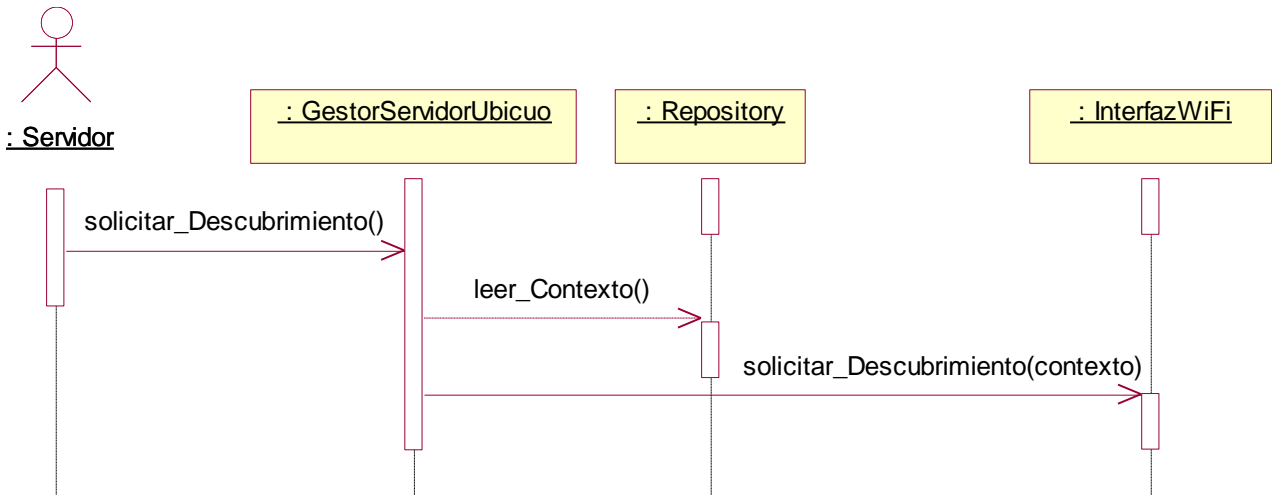 : Servidor
: GestorServidorUbicuo
: Repository
: InterfazWiFi
solicitar_Descubrimiento()
leer_Contexto()
solicitar_Descubrimiento(contexto)